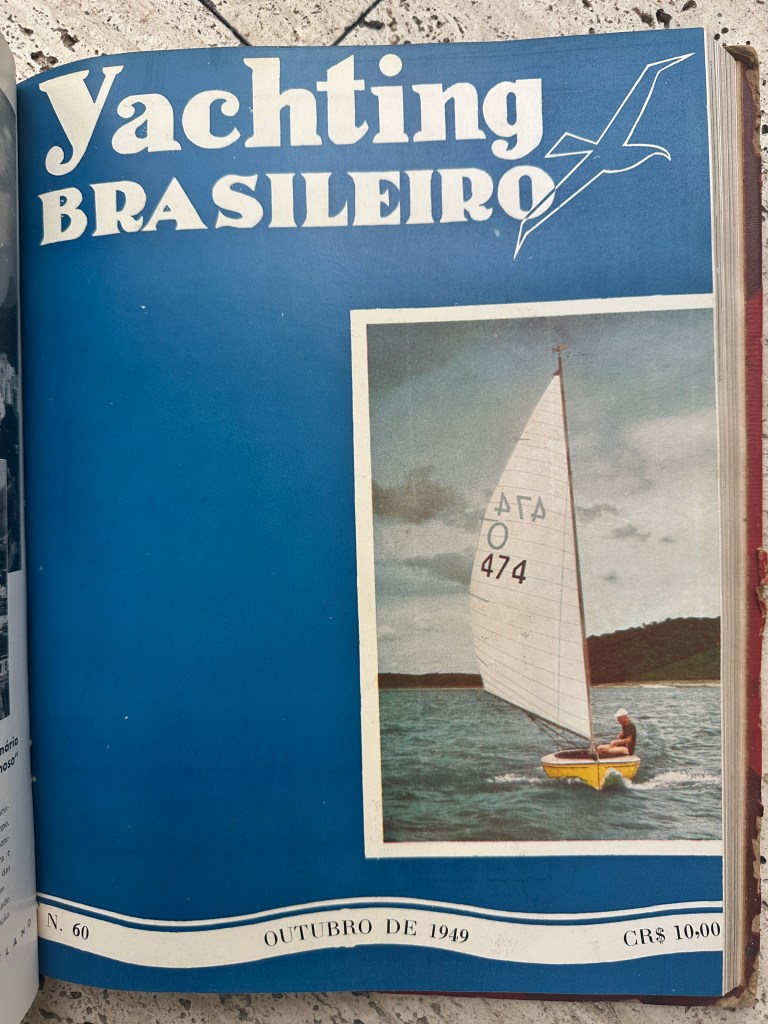 Yachting
BRASILEIRO
474
O
474
N. 60
OUTUBRO DE 1949
CR$ 10,00